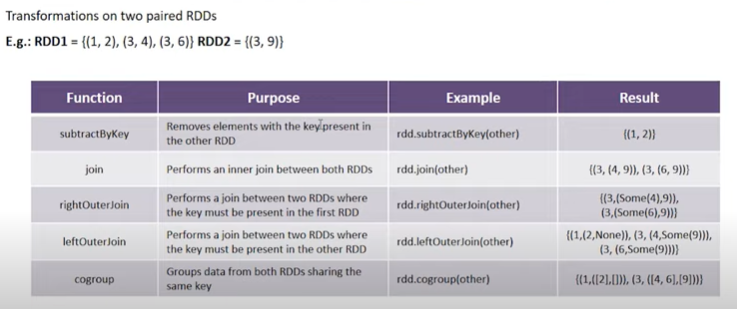 Transformations on two paired RDDs
E.g.: RDD1 = {(1, 2), (3, 4), (3, 6)} RDD2 = {(3, 9)}
Function Purpose Example Result
subtractByKey Removes elements with the key present in the other RDD rdd.subtractByKey(other) {(1, 2)}
join Performs an inner join between both RDDs rdd.join(other) {(3, (4, 9)), (3, (6, 9))}
rightOuterJoin Performs a join between two RDDs where the key must be present in the first RDD rdd.rightOuterJoin(other) {(3,(Some(4),9)), (3,(Some(6),9))}
leftOuterJoin Performs a join between two RDDs where the key must be present in the other RDD rdd.leftOuterJoin(other) {(1,(2,None)), (3, (4,Some(9))), (3, (6,Some(9)))}
cogroup Groups data from both RDDs sharing the same key rdd.cogroup(other) {(1,([2],[])), (3, ([4, 6],[9]))}